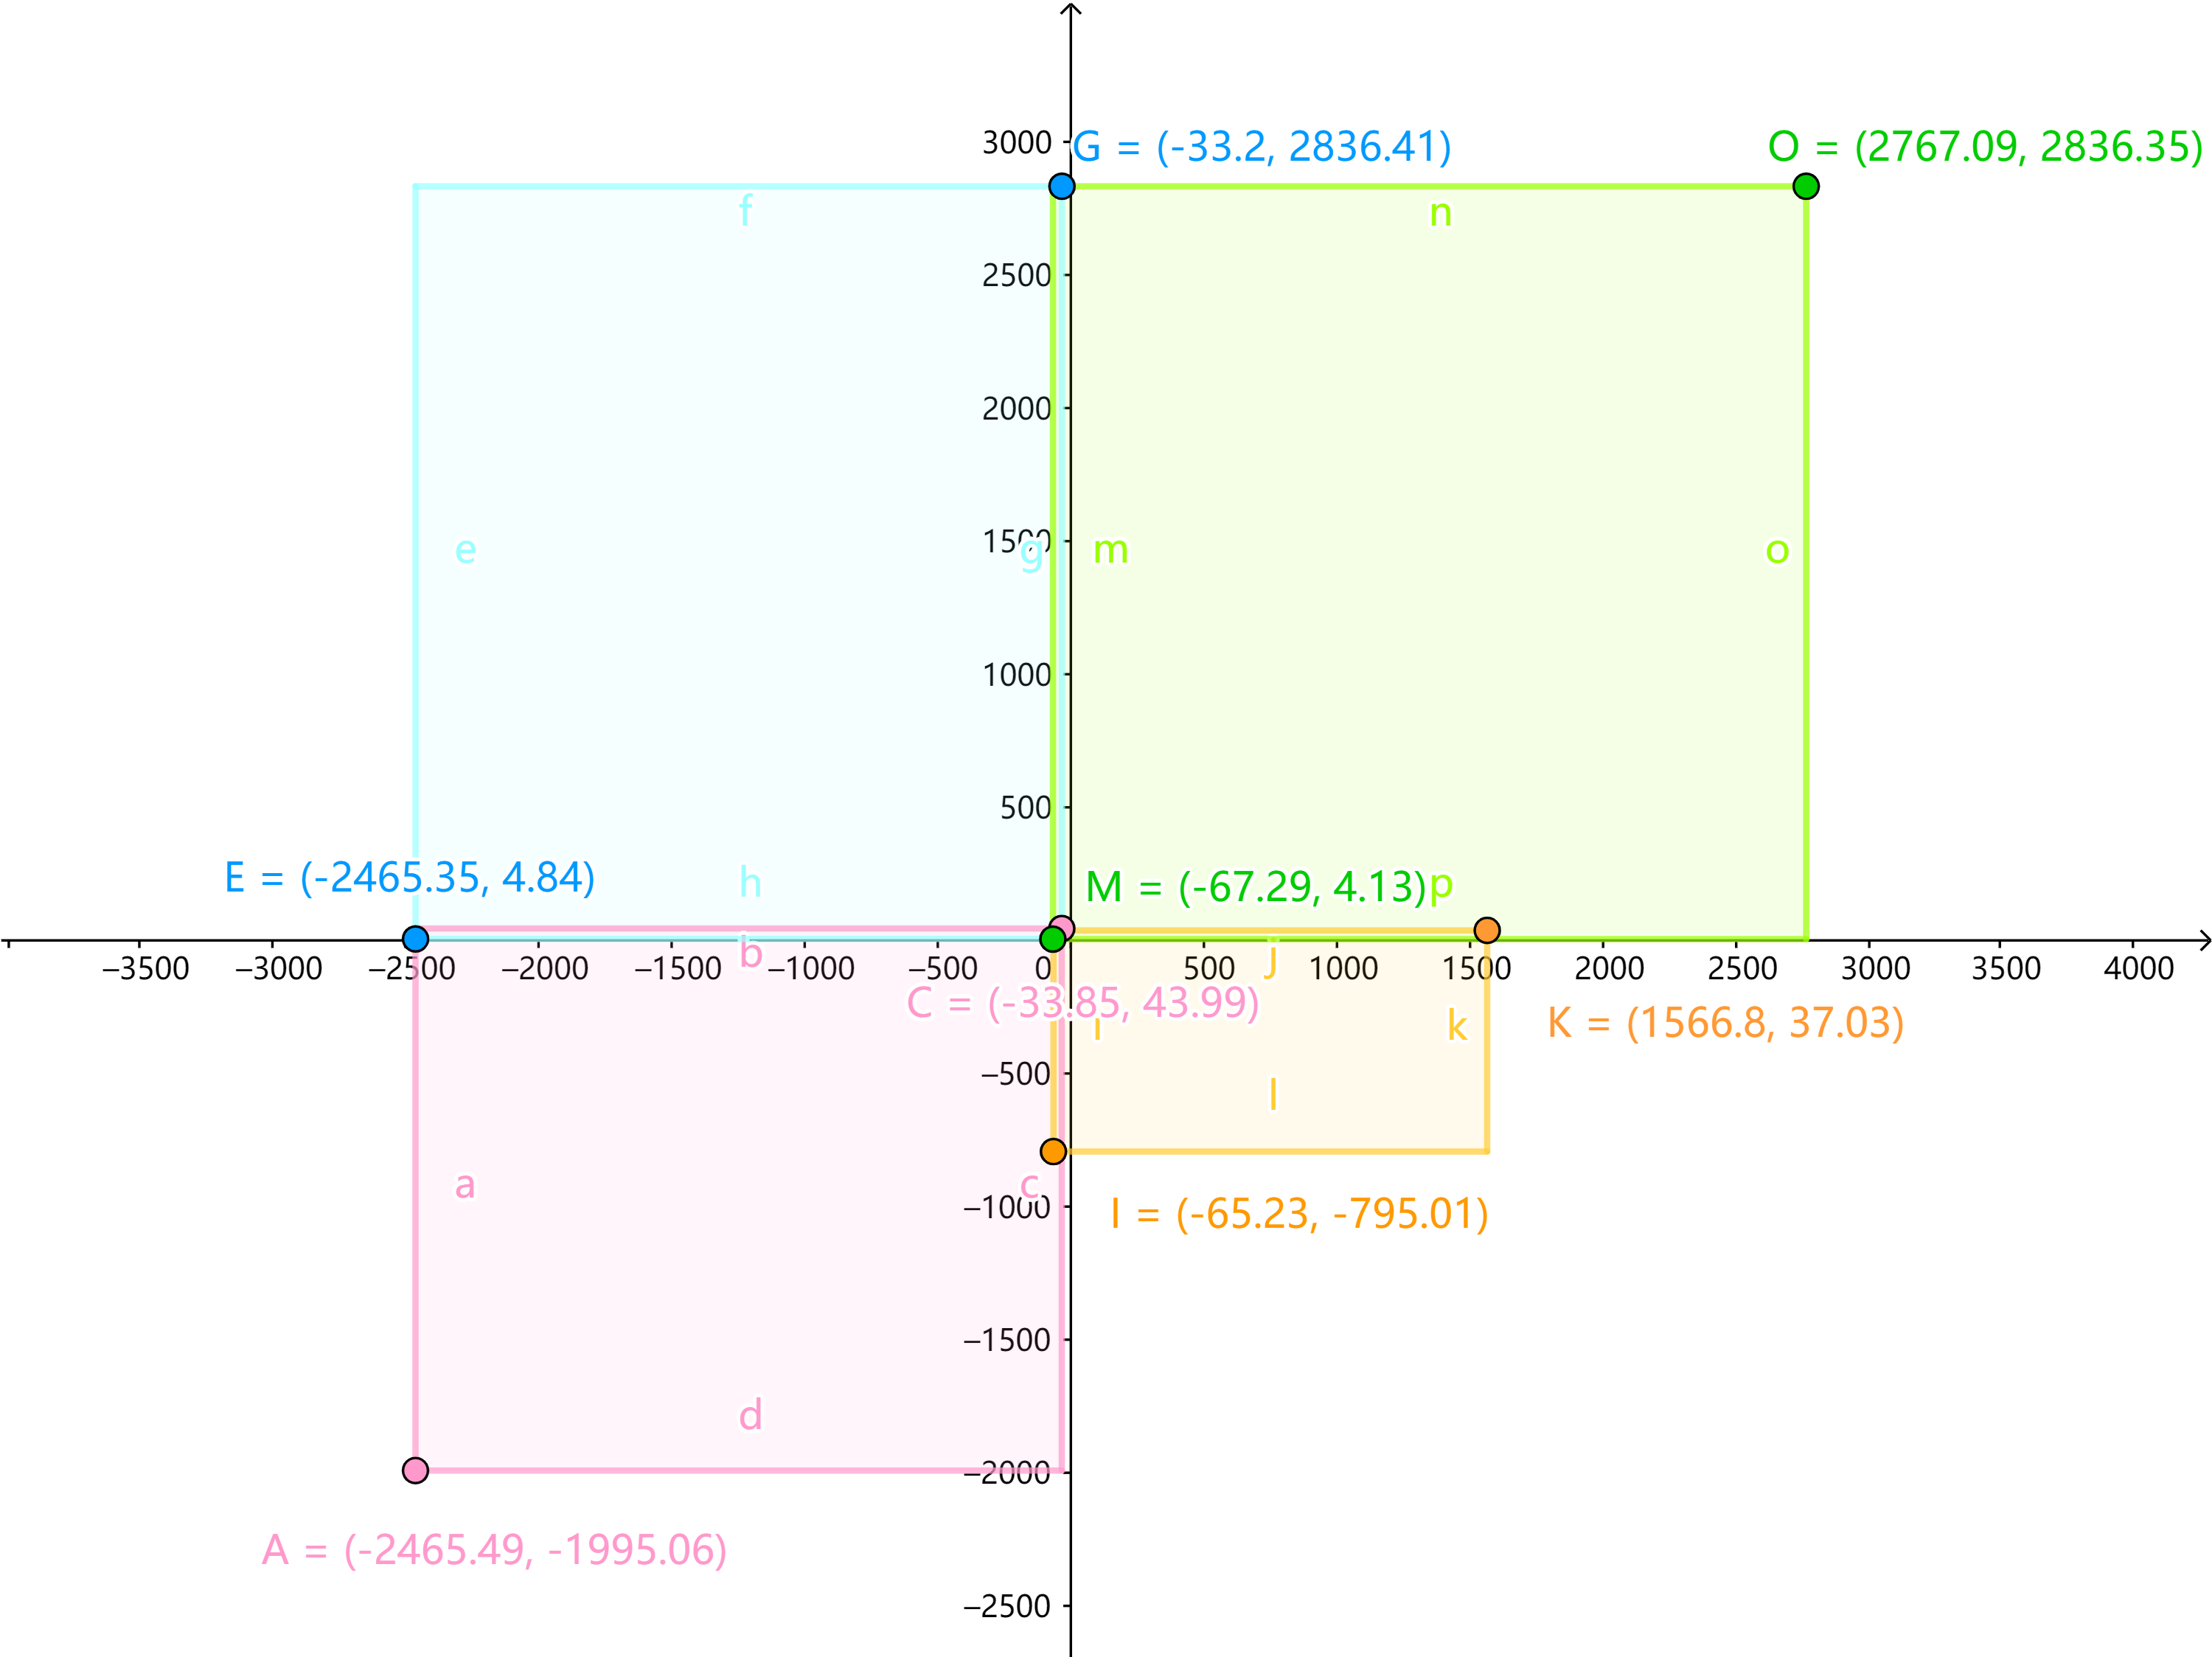 3000
G = (-33.2, 2836.41)
O = (2767.09, 2836.35)
f
n
2500
2000
e
1500
g
m
o
1000
500
E = (-2465.35, 4.84)
h
M = (-67.29, 4.13)
p
b
j
−3500 −3000 −2500 −2000 −1500 −1000 −500 0 500 1000 1500 2000 2500 3000 3500 4000
C = (-33.85, 43.99)
i
k
K = (1566.8, 37.03)
−500
l
a
c
−1000
I = (-65.23, -795.01)
−1500
d
−2000
A = (-2465.49, -1995.06)
−2500